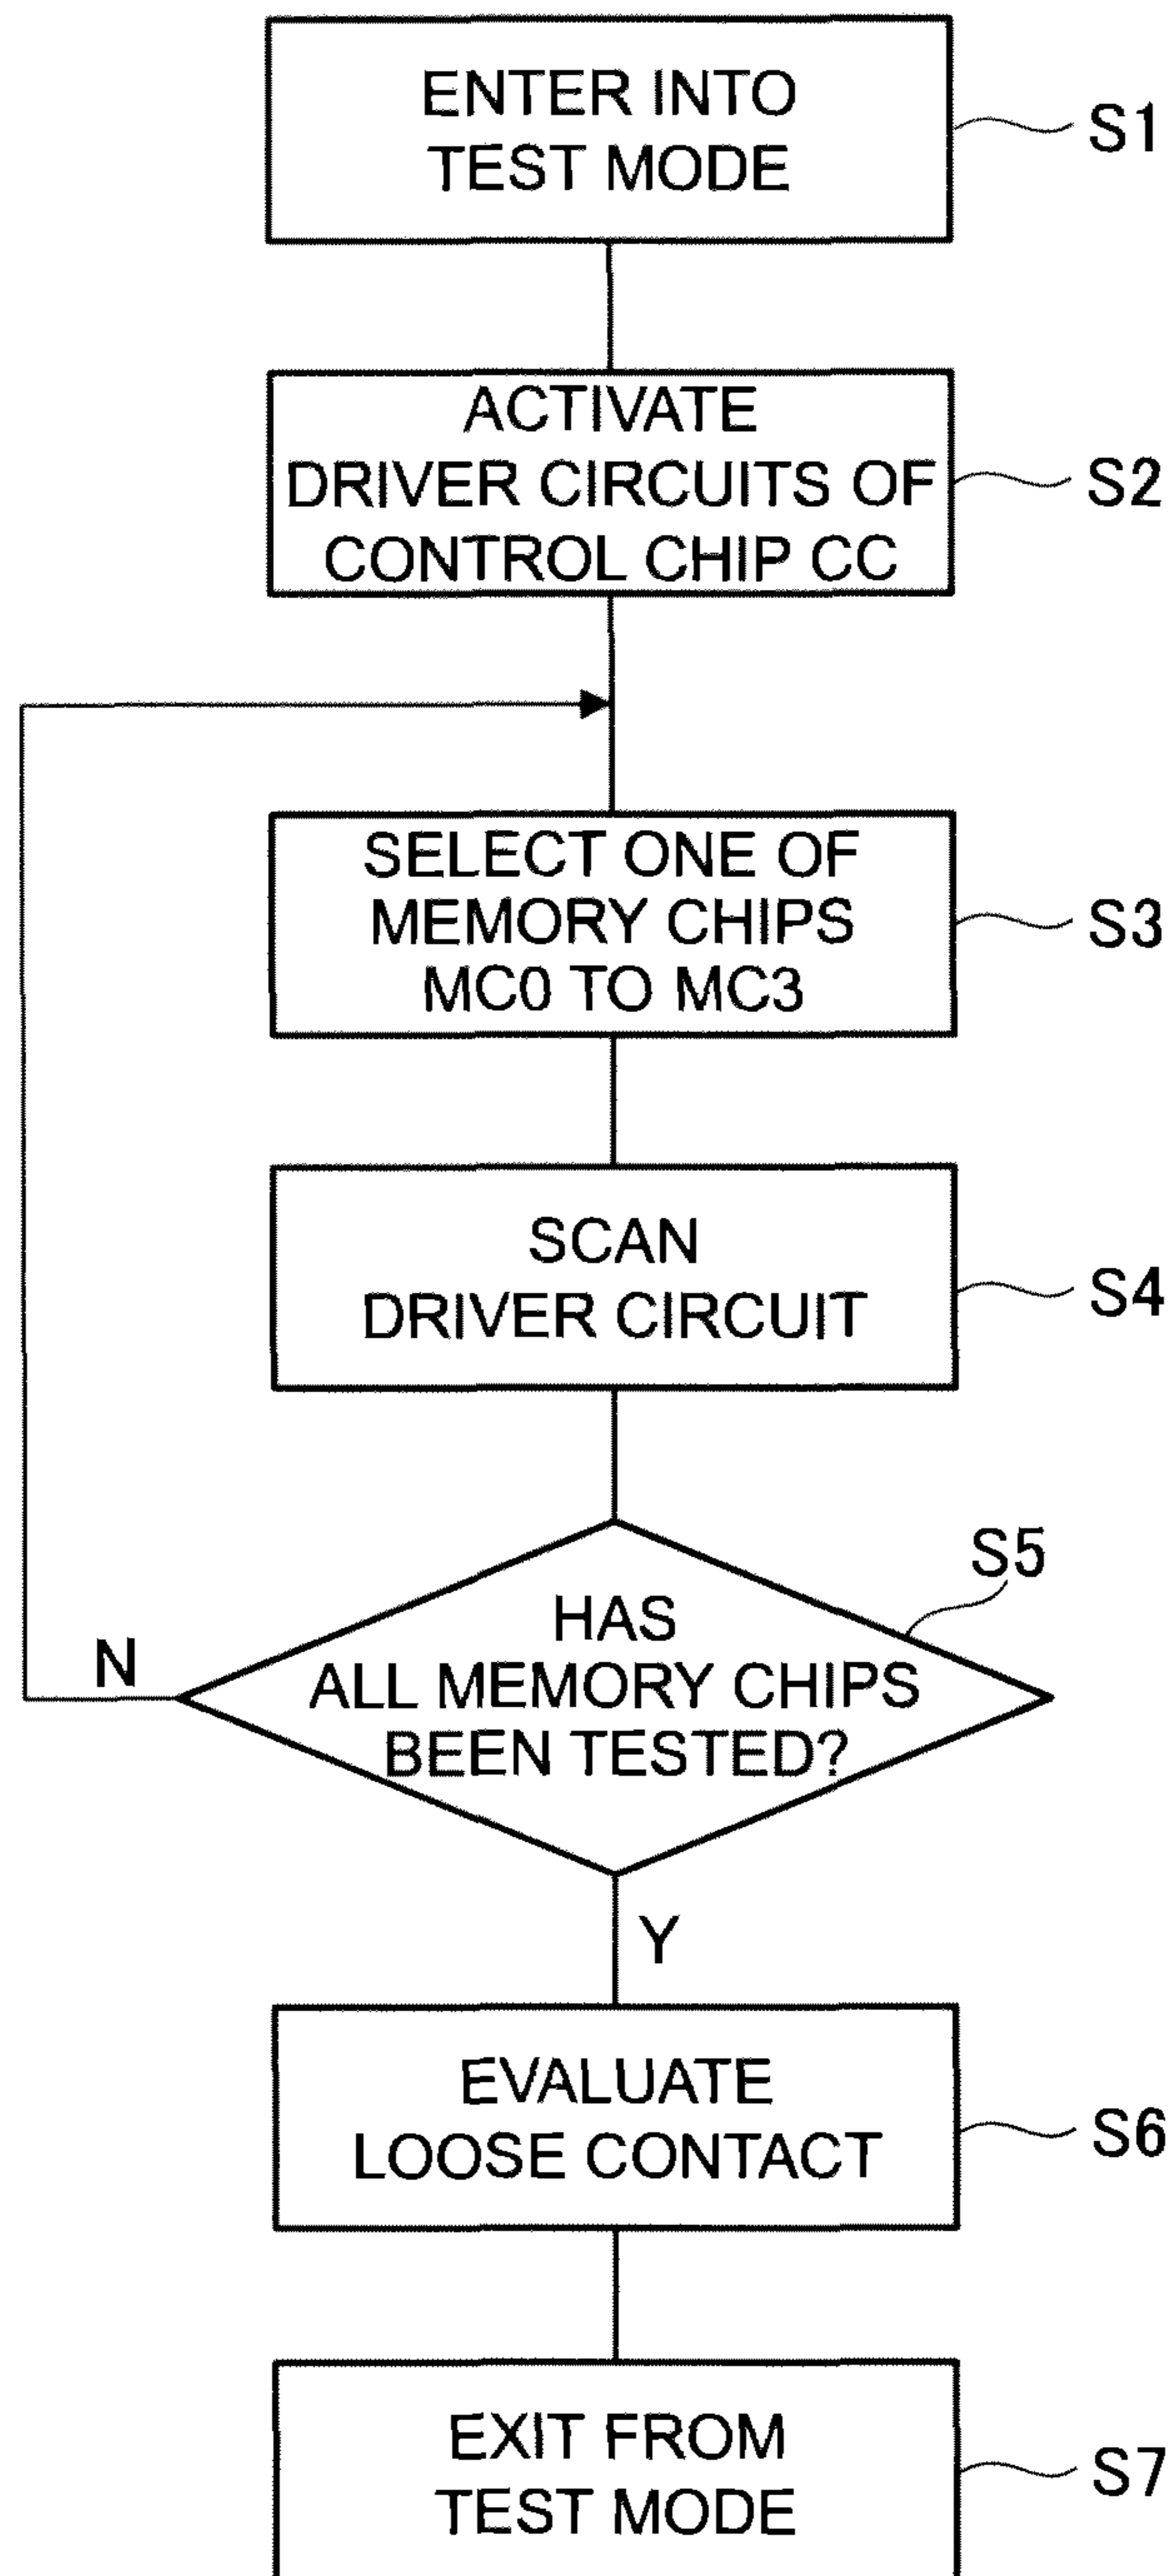 ENTER INTO
TEST MODE
S1
ACTIVATE
DRIVER CIRCUITS OF
CONTROL CHIP CC
S2
SELECT ONE OF
MEMORY CHIPS
MC0 TO MC3
S3
SCAN
DRIVER CIRCUIT
S4
S5
HAS
ALL MEMORY CHIPS
BEEN TESTED?
N
Y
EVALUATE
LOOSE CONTACT
S6
EXIT FROM
TEST MODE
S7